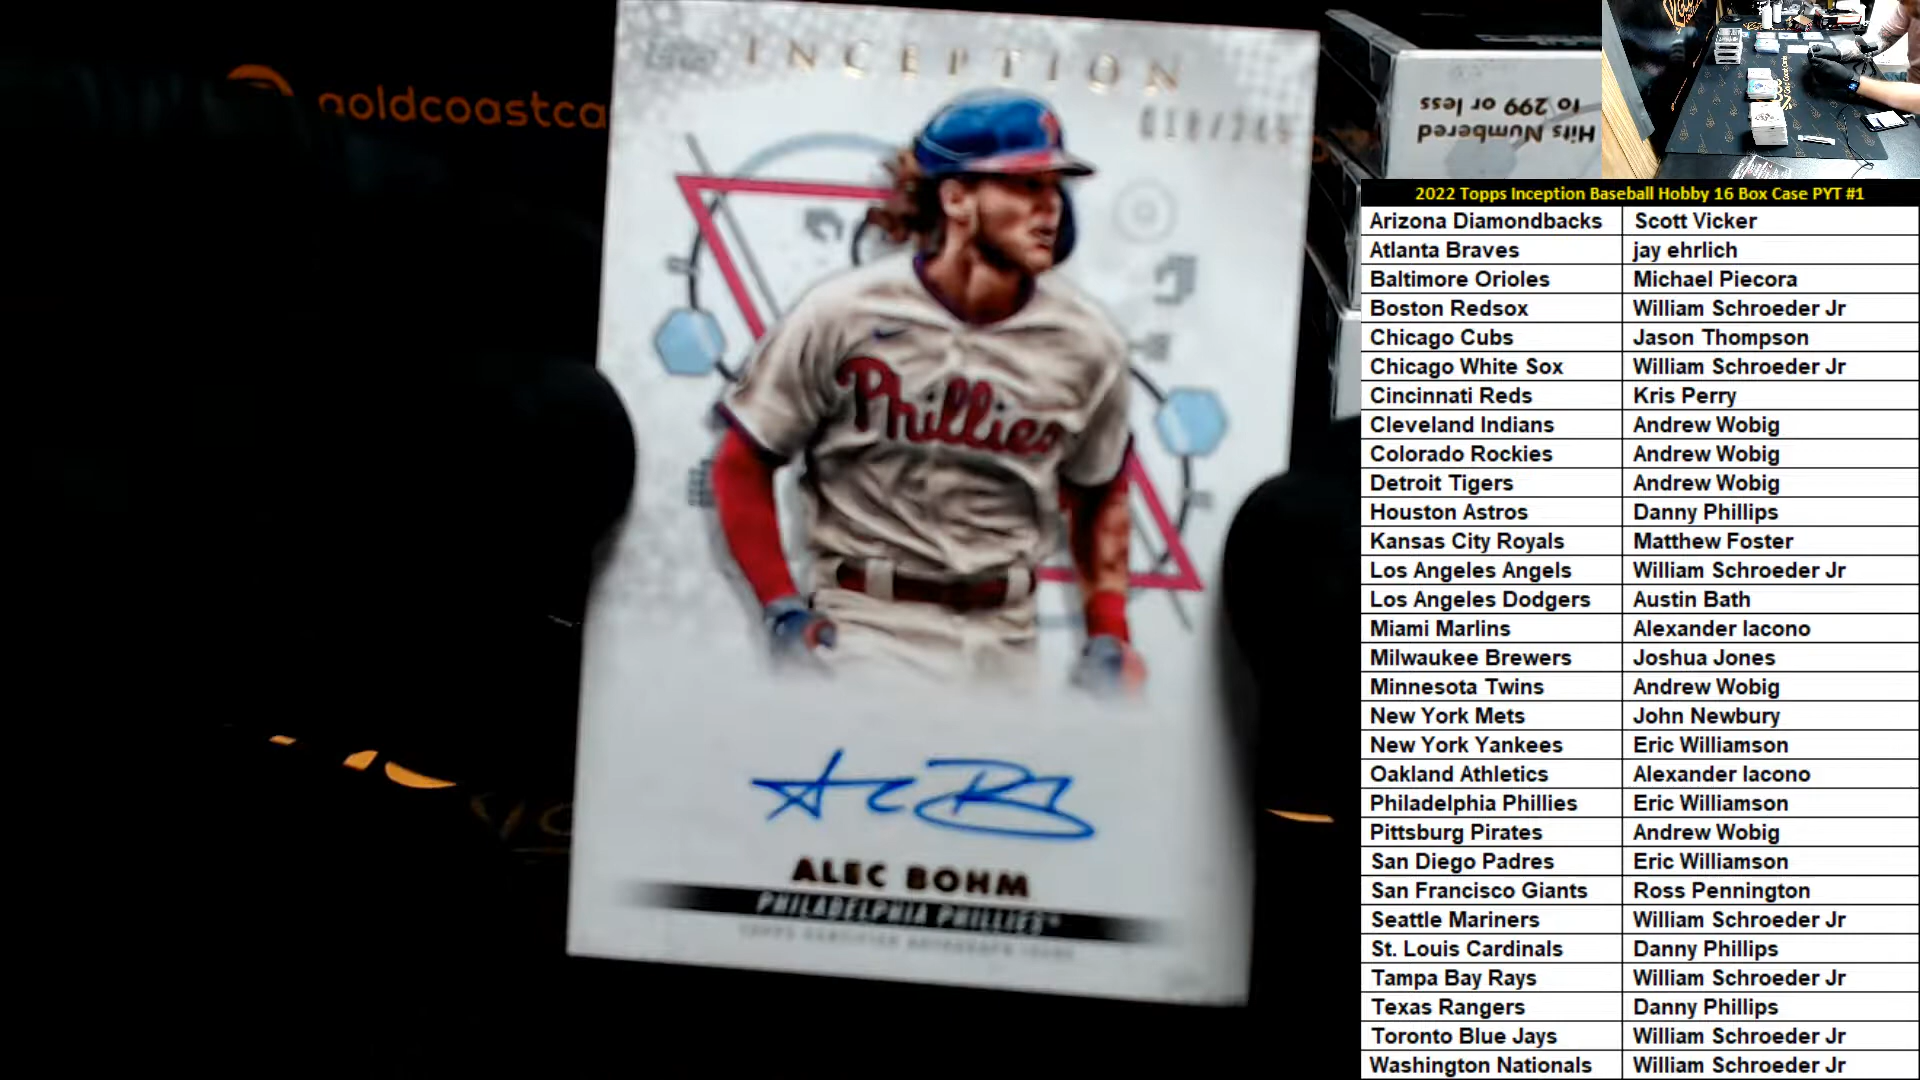 goldcoastca
INCEPTION
Phillies
ALEC BOHM
PHILADELPHIA PHILLIES
Hits Numbered
to 299 or less
2022 Topps Inception Baseball Hobby 16 Box Case PYT #1
Arizona Diamondbacks Scott Vicker
Atlanta Braves jay ehrlich
Baltimore Orioles Michael Piecora
Boston Redsox William Schroeder Jr
Chicago Cubs Jason Thompson
Chicago White Sox William Schroeder Jr
Cincinnati Reds Kris Perry
Cleveland Indians Andrew Wobig
Colorado Rockies Andrew Wobig
Detroit Tigers Andrew Wobig
Houston Astros Danny Phillips
Kansas City Royals Matthew Foster
Los Angeles Angels William Schroeder Jr
Los Angeles Dodgers Austin Bath
Miami Marlins Alexander Iacono
Milwaukee Brewers Joshua Jones
Minnesota Twins Andrew Wobig
New York Mets John Newbury
New York Yankees Eric Williamson
Oakland Athletics Alexander Iacono
Philadelphia Phillies Eric Williamson
Pittsburg Pirates Andrew Wobig
San Diego Padres Eric Williamson
San Francisco Giants Ross Pennington
Seattle Mariners William Schroeder Jr
St. Louis Cardinals Danny Phillips
Tampa Bay Rays William Schroeder Jr
Texas Rangers Danny Phillips
Toronto Blue Jays William Schroeder Jr
Washington Nationals William Schroeder Jr